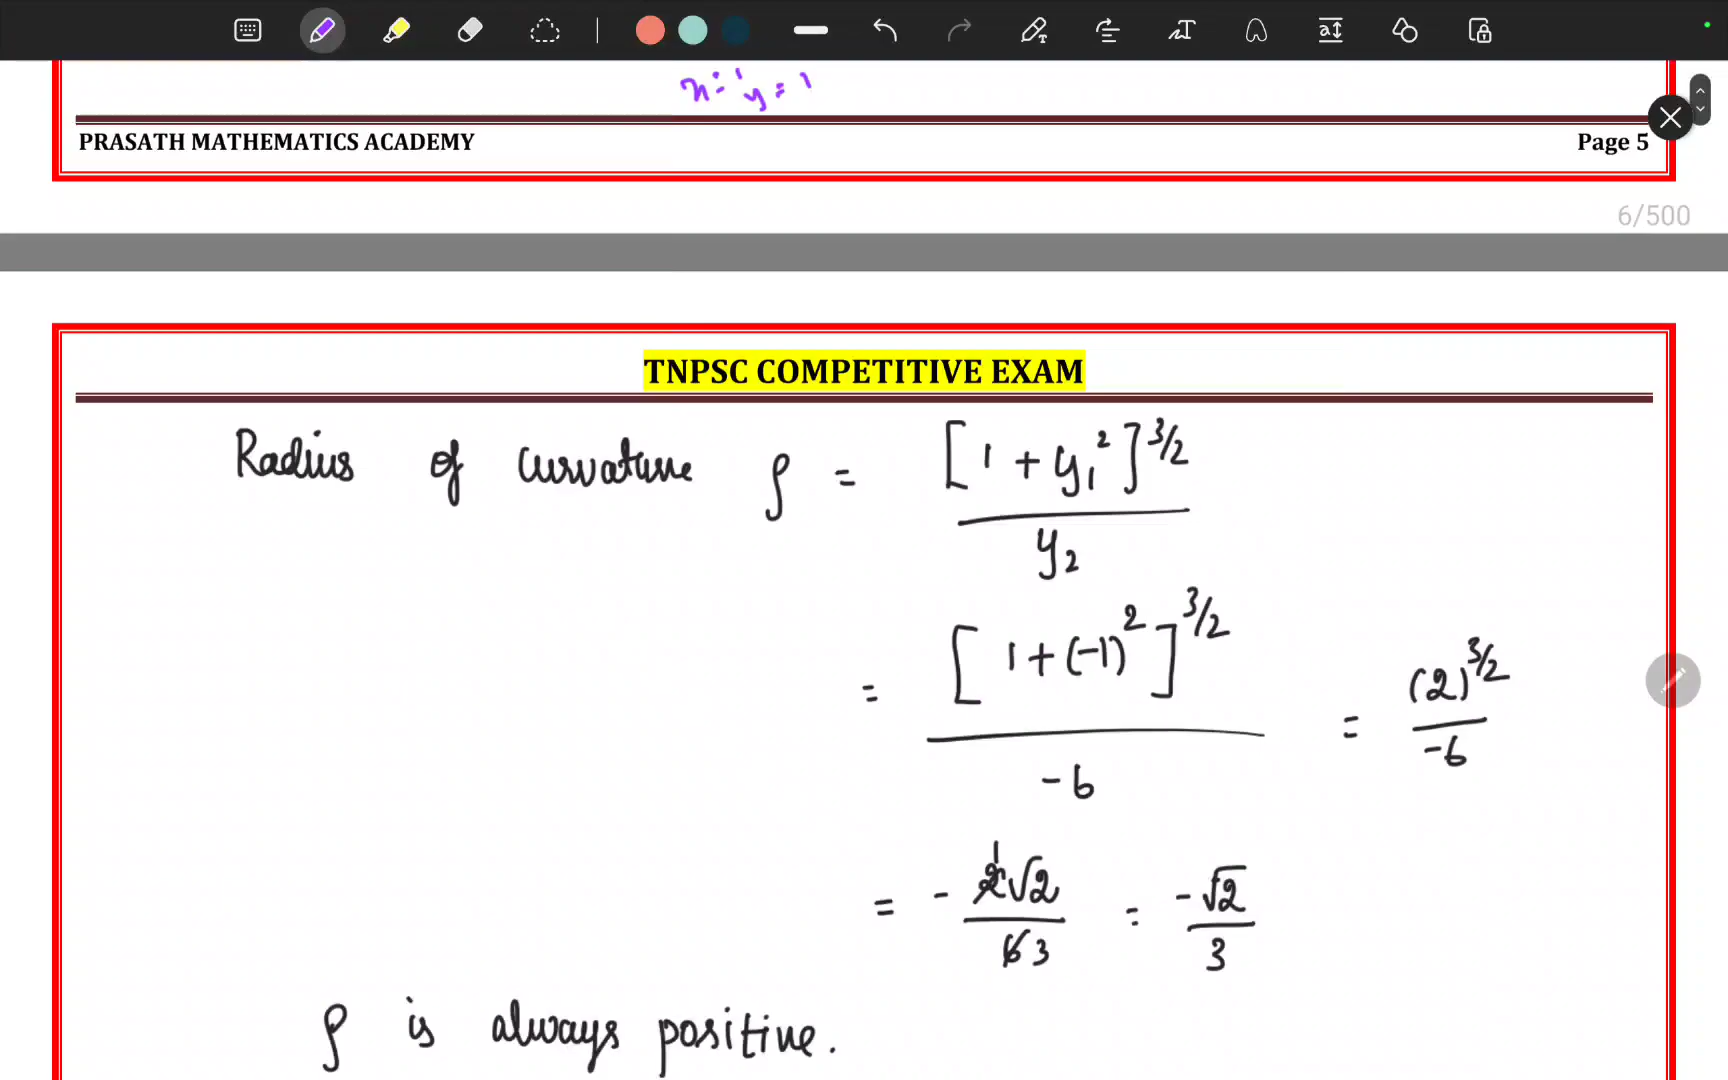 x = 1 y = 1
PRASATH MATHEMATICS ACADEMY Page 5
6/500
TNPSC COMPETITIVE EXAM
Radius of curvature ρ = [1 + y₁²]^3/2 / y₂
= [1 + (-1)²]^3/2 / -6 = (2)^3/2 / -6
= - 2√2 / 6 3 = -√2 / 3
ρ is always positive.